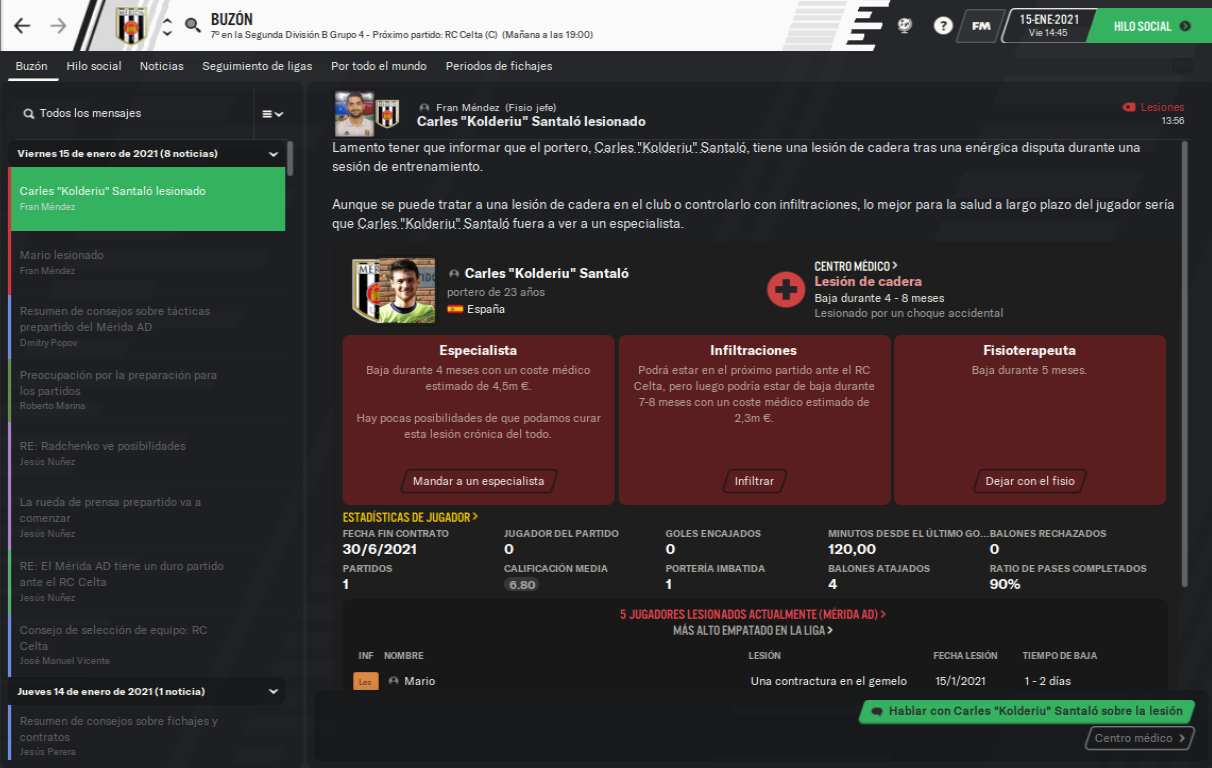 BUZÓN
7º en la Segunda División B Grupo 4 - Próximo partido: RC Celta (C) (Mañana a las 19:00)
?
FM
15-ENE-2021
Vie 14:45
HILO SOCIAL
Buzón
Hilo social
Noticias
Seguimiento de ligas
Por todo el mundo
Periodos de fichajes
Todos los mensajes
Viernes 15 de enero de 2021 (8 noticias)
Carles "Kolderiu" Santaló lesionado
Fran Méndez
Mario lesionado
Fran Méndez
Resumen de consejos sobre tácticas
prepartido del Mérida AD
Dmitry Popov
Preocupación por la preparación para
los partidos
Roberto Marina
RE: Radchenko ve posibilidades
Jesús Nuñez
La rueda de prensa prepartido va a
comenzar
Jesús Nuñez
RE: El Mérida AD tiene un duro partido
ante el RC Celta
Jesús Nuñez
Consejo de selección de equipo: RC
Celta
José Manuel Vicente
Jueves 14 de enero de 2021 (1 noticia)
Resumen de consejos sobre fichajes y
contratos
Jesús Perera
Fran Méndez (Fisio jefe)
Carles "Kolderiu" Santaló lesionado
Lesiones
13:56
Lamento tener que informar que el portero, Carles "Kolderiu" Santaló, tiene una lesión de cadera tras una enérgica disputa durante una
sesión de entrenamiento.
Aunque se puede tratar a una lesión de cadera en el club o controlarlo con infiltraciones, lo mejor para la salud a largo plazo del jugador sería
que Carles "Kolderiu" Santaló fuera a ver a un especialista.
Carles "Kolderiu" Santaló
portero de 23 años
España
CENTRO MÉDICO >
Lesión de cadera
Baja durante 4 - 8 meses
Lesionado por un choque accidental
Especialista
Baja durante 4 meses con un coste médico
estimado de 4,5m €.
Hay pocas posibilidades de que podamos curar
esta lesión crónica del todo.
Mandar a un especialista
Infiltraciones
Podrá estar en el próximo partido ante el RC
Celta, pero luego podría estar de baja durante
7-8 meses con un coste médico estimado de
2,3m €.
Infiltrar
Fisioterapeuta
Baja durante 5 meses.
Dejar con el fisio
ESTADÍSTICAS DE JUGADOR >
FECHA FIN CONTRATO
JUGADOR DEL PARTIDO
GOLES ENCAJADOS
MINUTOS DESDE EL ÚLTIMO GO...
BALONES RECHAZADOS
30/6/2021
0
0
120,00
0
PARTIDOS
CALIFICACIÓN MEDIA
PORTERÍA IMBATIDA
BALONES ATAJADOS
RATIO DE PASES COMPLETADOS
1
6.80
1
4
90%
5 JUGADORES LESIONADOS ACTUALMENTE (MÉRIDA AD) >
MÁS ALTO EMPATADO EN LA LIGA >
INF
NOMBRE
LESIÓN
FECHA LESIÓN
TIEMPO DE BAJA
Les
Mario
Una contractura en el gemelo
15/1/2021
1 - 2 días
Hablar con Carles "Kolderiu" Santaló sobre la lesión
Centro médico >